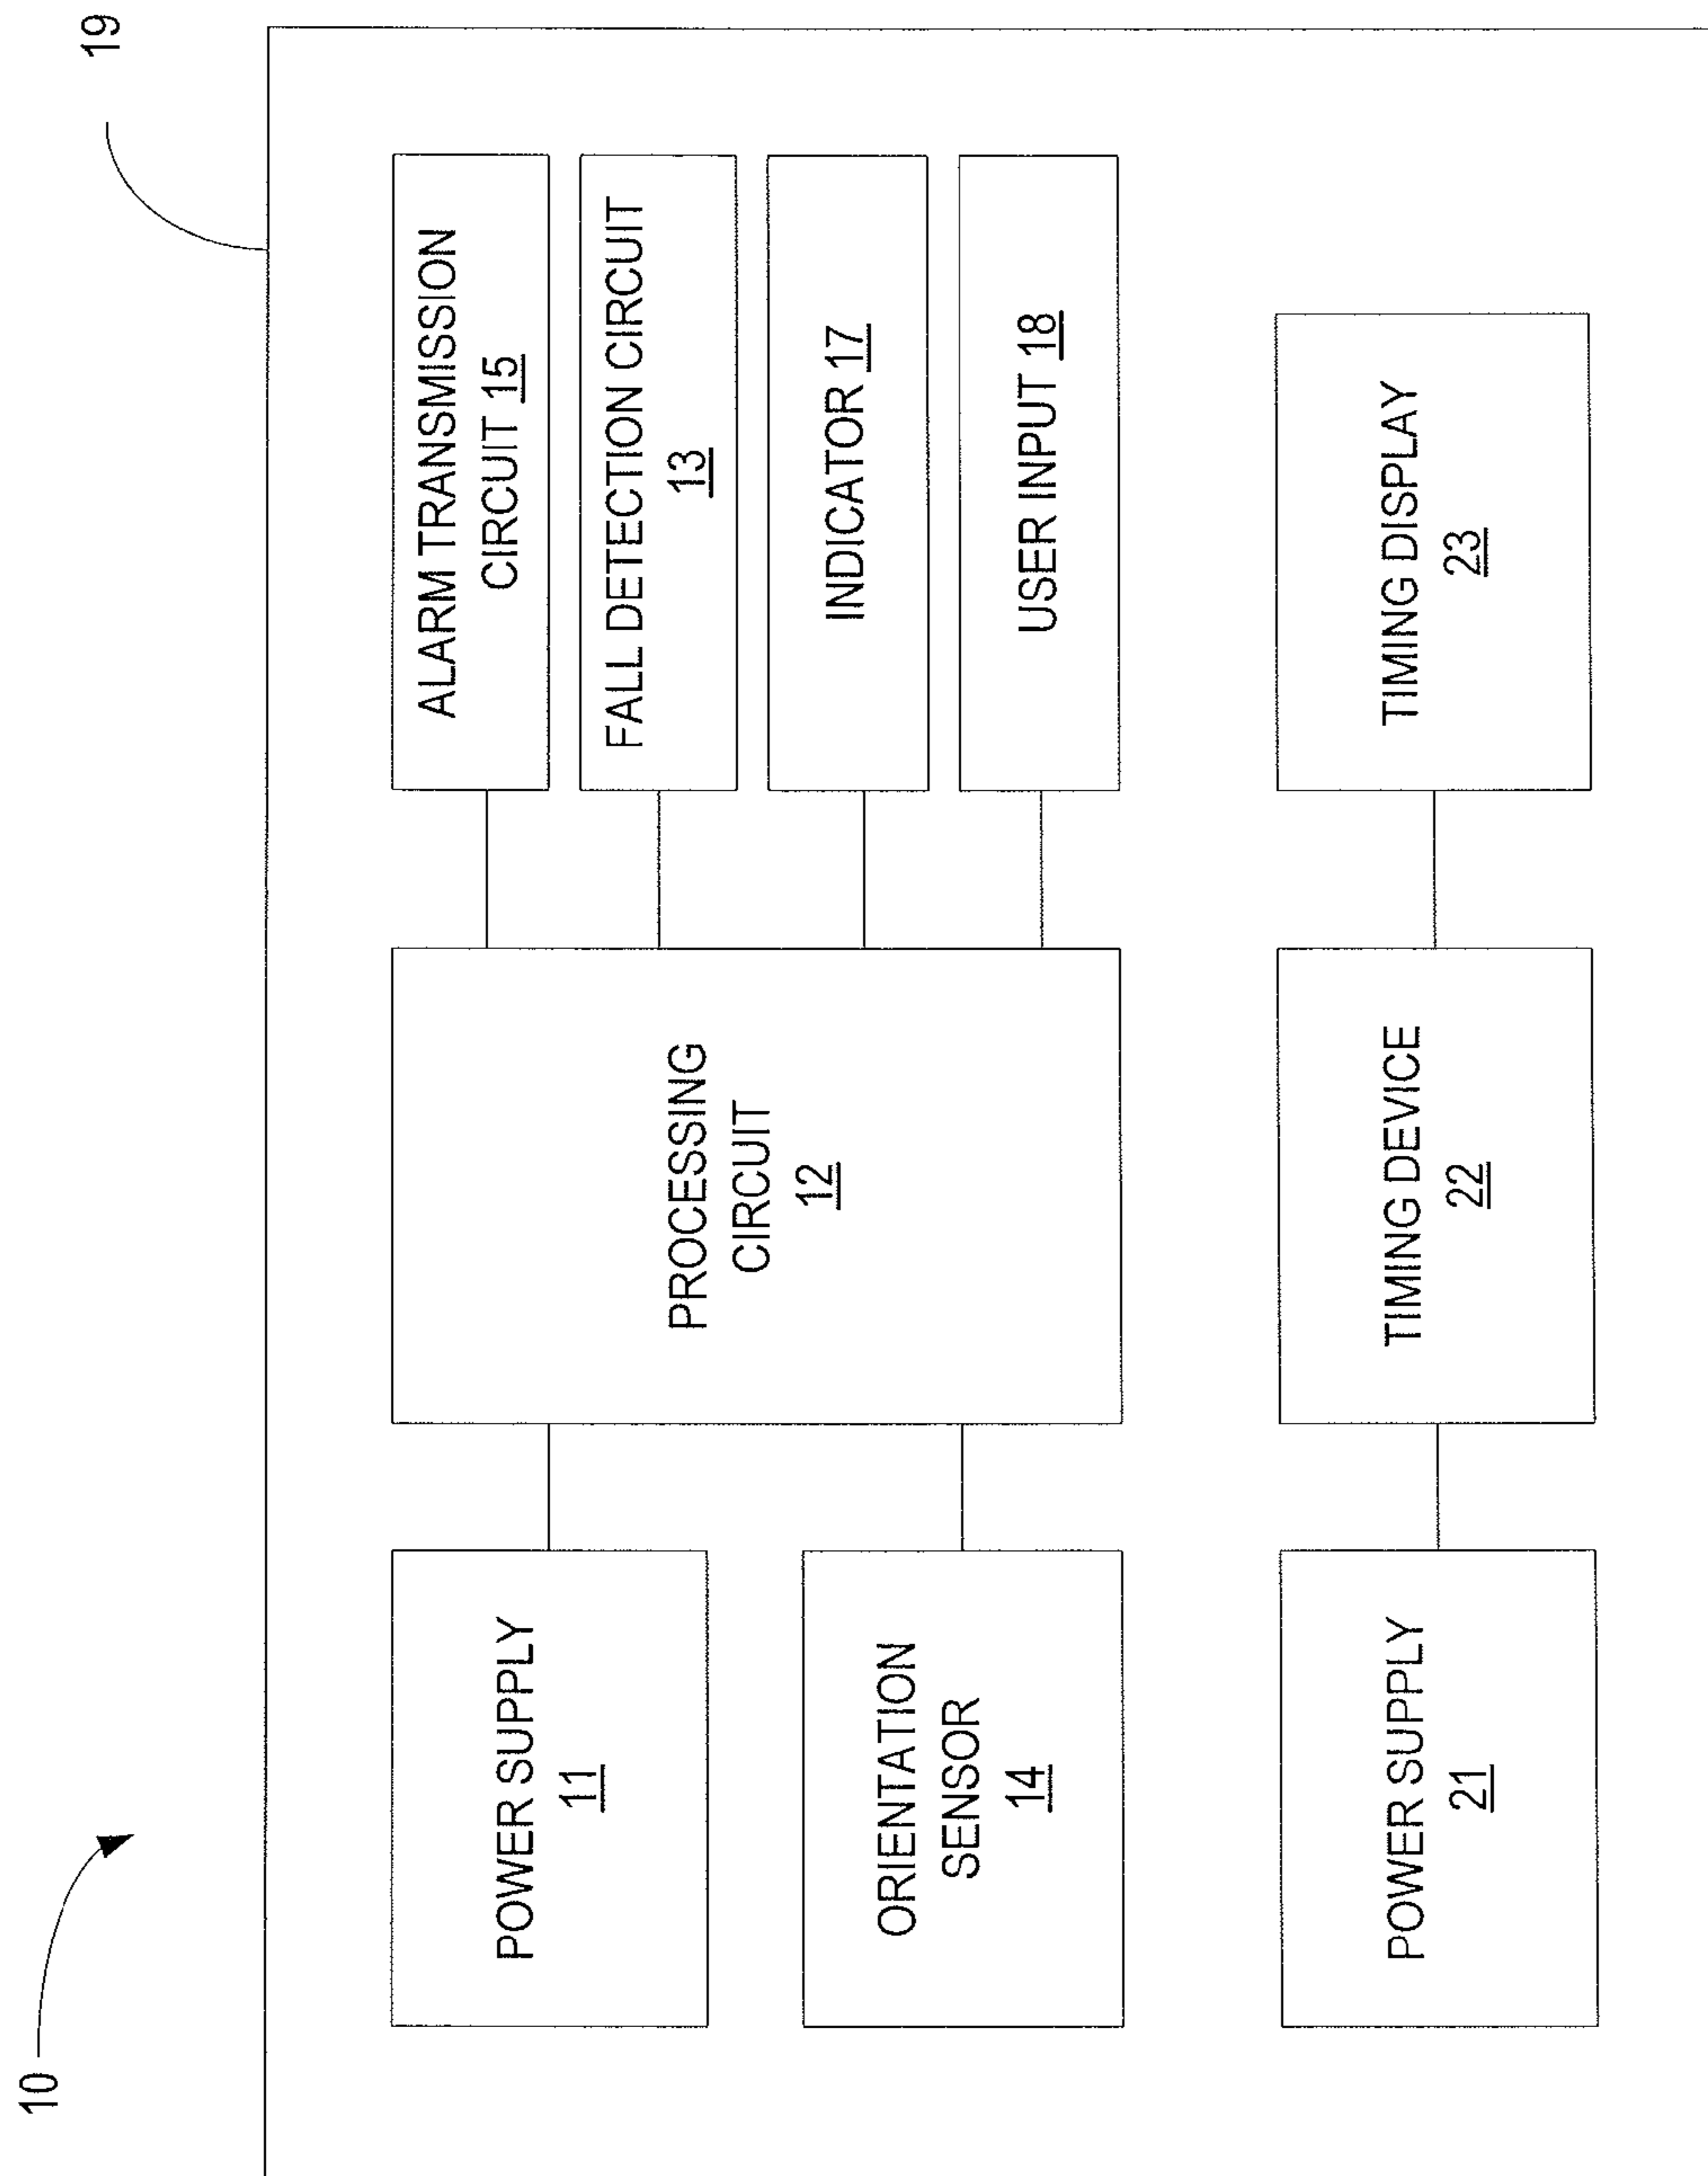 10
19
POWER SUPPLY
11
ORIENTATION
SENSOR
14
PROCESSING
CIRCUIT
12
ALARM TRANSMISSION
CIRCUIT 15
FALL DETECTION CIRCUIT
13
INDICATOR 17
USER INPUT 18
POWER SUPPLY
21
TIMING DEVICE
22
TIMING DISPLAY
23